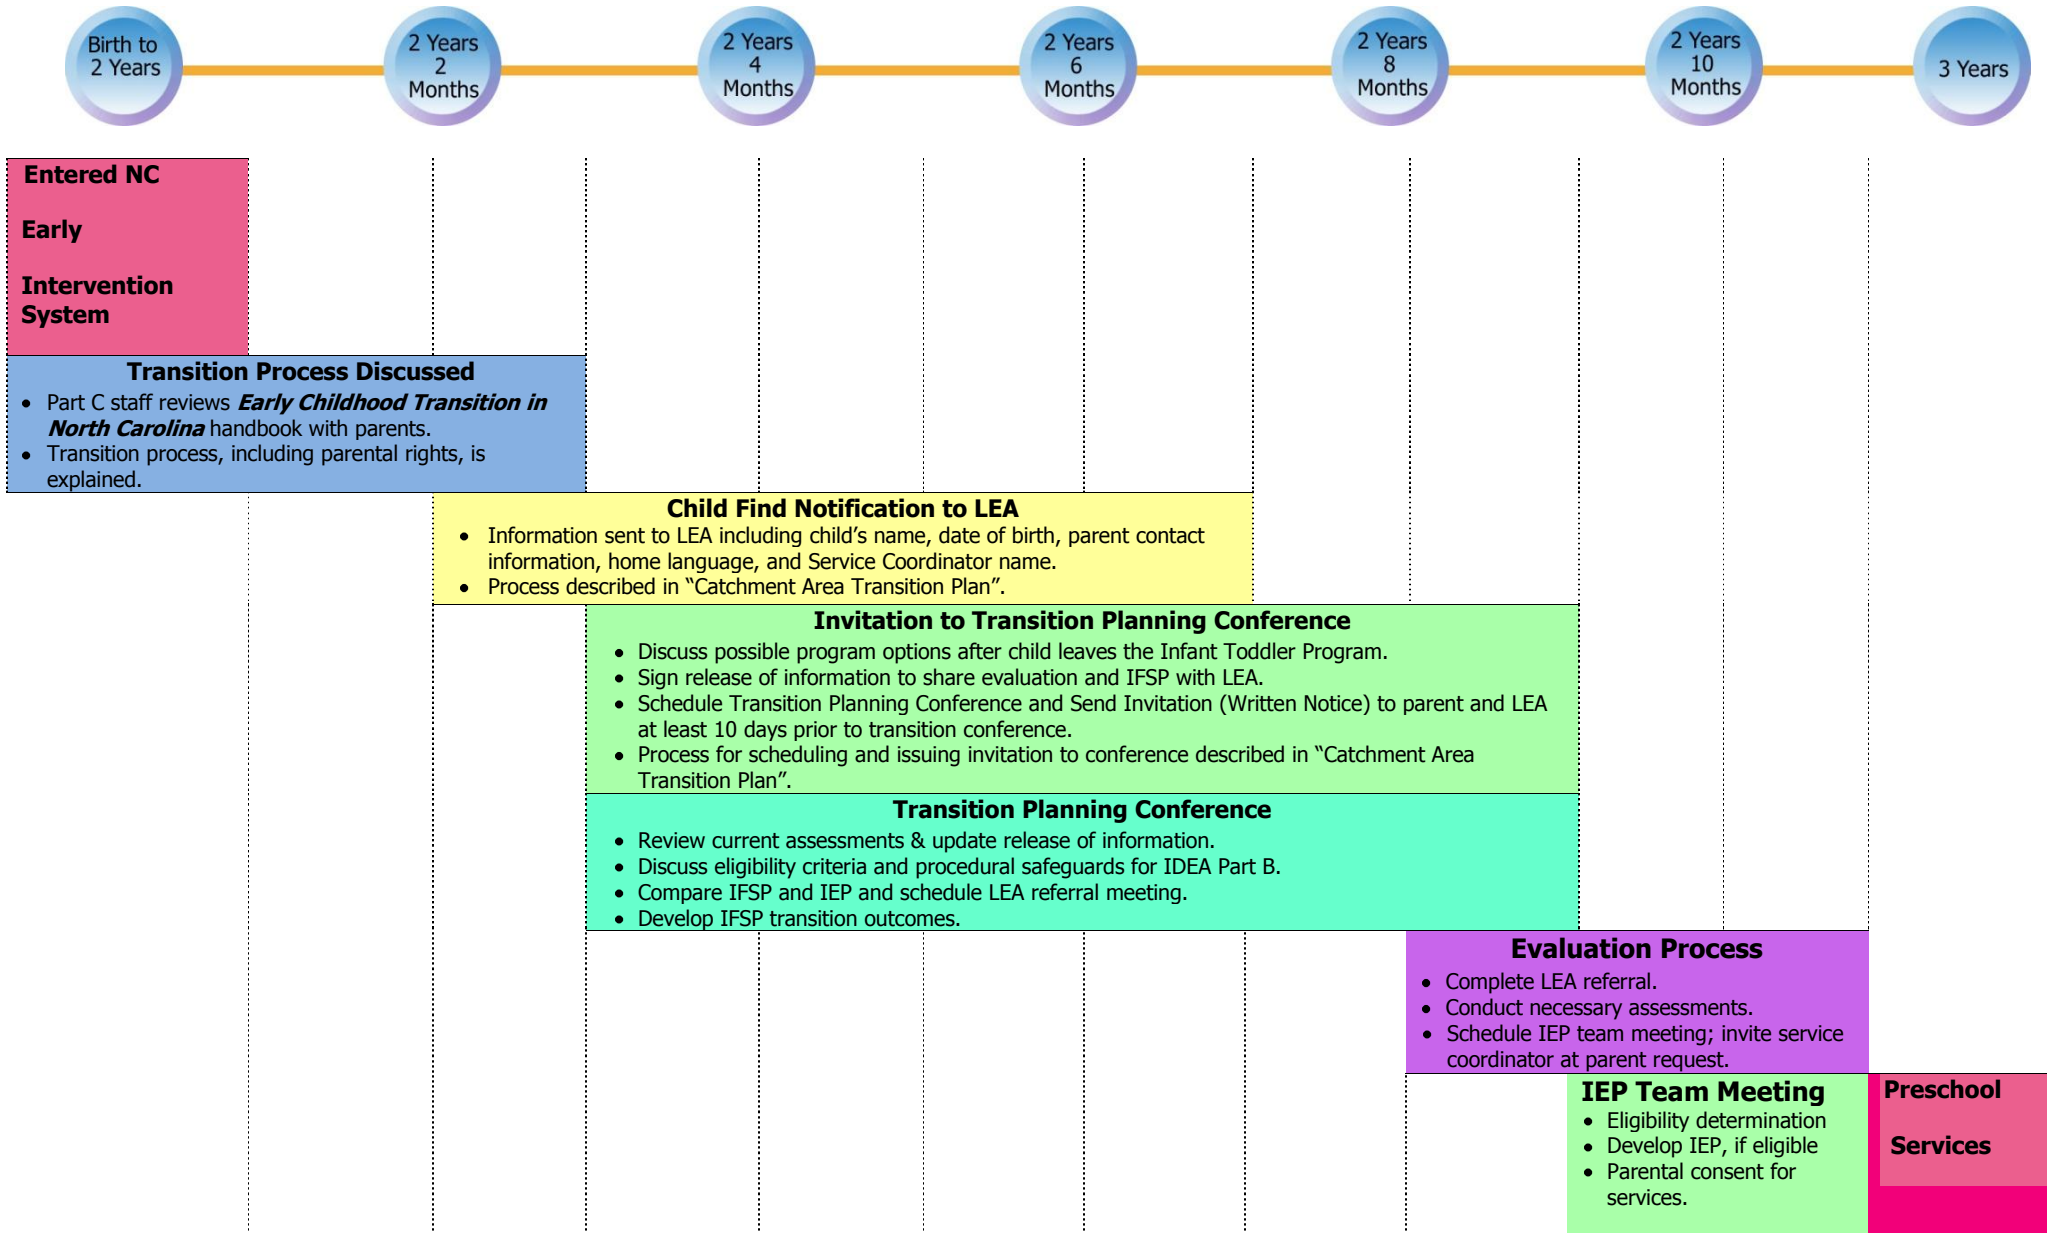 Birth to
2 Years
2 Years
2
Months
2 Years
4
Months
2 Years
6
Months
2 Years
8
Months
2 Years
10
Months
3 Years
Entered NC
Early
Intervention
System
Transition Process Discussed
• Part C staff reviews Early Childhood Transition in
North Carolina handbook with parents.
• Transition process, including parental rights, is
explained.
Child Find Notification to LEA
• Information sent to LEA including child’s name, date of birth, parent contact
information, home language, and Service Coordinator name.
• Process described in “Catchment Area Transition Plan”.
Invitation to Transition Planning Conference
• Discuss possible program options after child leaves the Infant Toddler Program.
• Sign release of information to share evaluation and IFSP with LEA.
• Schedule Transition Planning Conference and Send Invitation (Written Notice) to parent and LEA
at least 10 days prior to transition conference.
• Process for scheduling and issuing invitation to conference described in “Catchment Area
Transition Plan”.
Transition Planning Conference
• Review current assessments & update release of information.
• Discuss eligibility criteria and procedural safeguards for IDEA Part B.
• Compare IFSP and IEP and schedule LEA referral meeting.
• Develop IFSP transition outcomes.
Evaluation Process
• Complete LEA referral.
• Conduct necessary assessments.
• Schedule IEP team meeting; invite service
coordinator at parent request.
IEP Team Meeting
• Eligibility determination
• Develop IEP, if eligible
• Parental consent for
services.
Preschool
Services